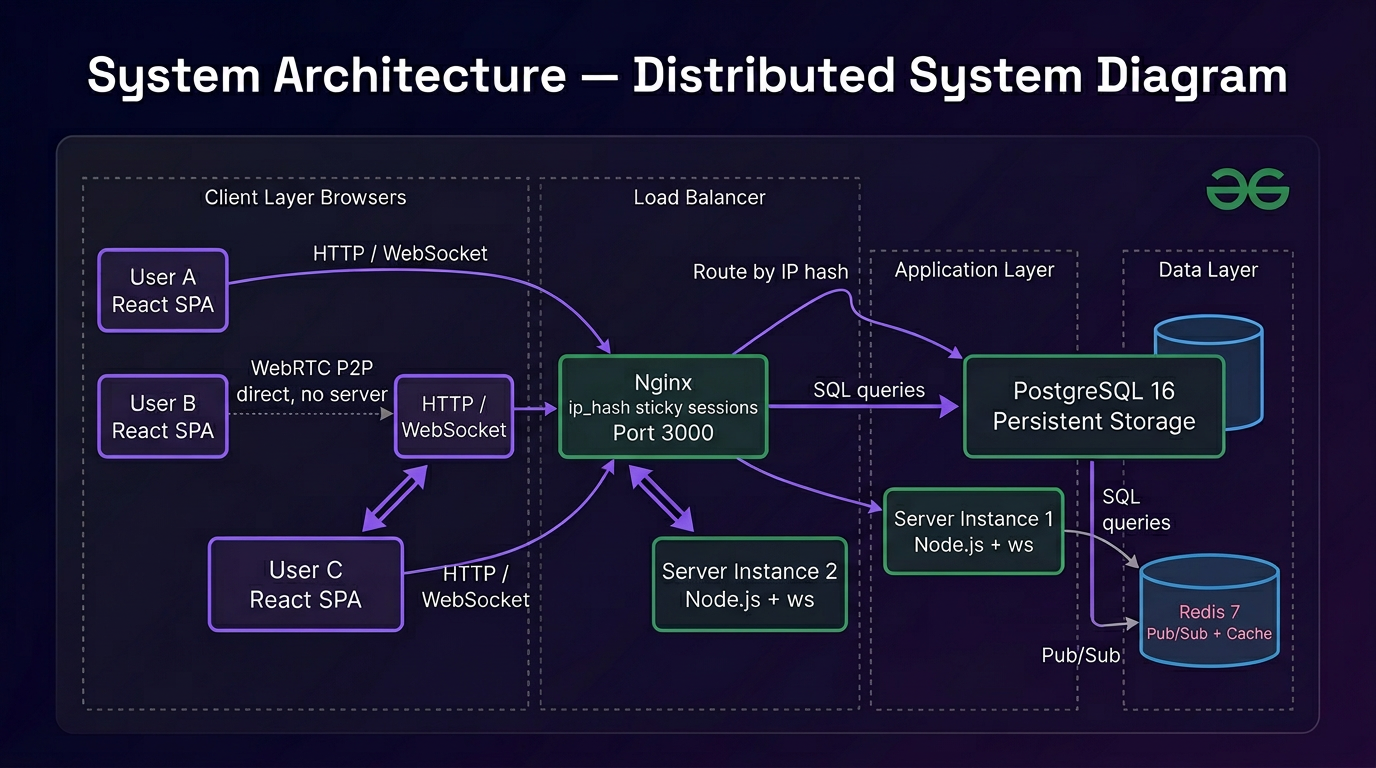 System Architecture — Distributed System Diagram
Client Layer Browsers
Load Balancer
Application Layer
Data Layer
User A
React SPA
HTTP / WebSocket
Route by IP hash
User B
React SPA
WebRTC P2P
direct, no server
HTTP /
WebSocket
Nginx
ip_hash sticky sessions
Port 3000
SQL queries
PostgreSQL 16
Persistent Storage
User C
React SPA
HTTP /
WebSocket
Server Instance 2
Node.js + ws
Server Instance 1
Node.js + ws
SQL
queries
Redis 7
Pub/Sub + Cache
Pub/Sub